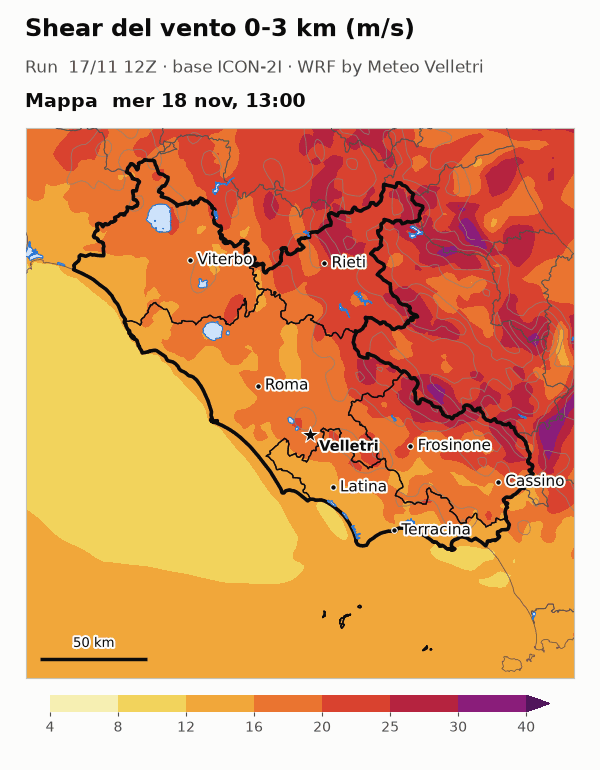 Shear del vento 0-3 km (m/s)
Run  17/11 12Z · base ICON-2I · WRF by Meteo Velletri
Mappa  mer 18 nov, 13:00
Viterbo
Rieti
Roma
Velletri
Frosinone
Latina
Cassino
Terracina
50 km
4 8 12 16 20 25 30 40